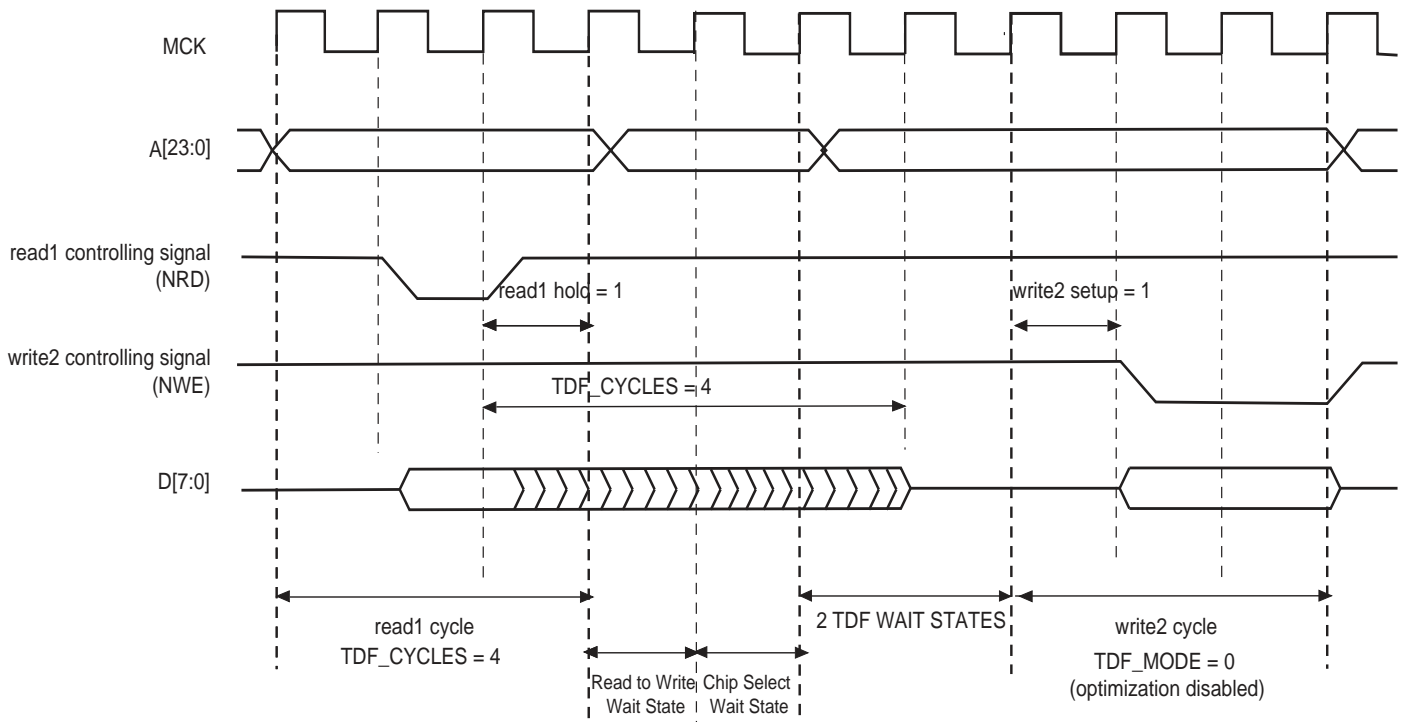 MCK
A[23:0]
read1 controlling signal
(NRD)
read1 hold = 1
write2 setup = 1
write2 controlling signal
(NWE)
TDF_CYCLES = 4
D[7:0]
read1 cycle
TDF_CYCLES = 4
2 TDF WAIT STATES
write2 cycle
TDF_MODE = 0
(optimization disabled)
Read to Write
Wait State
Chip Select
Wait State